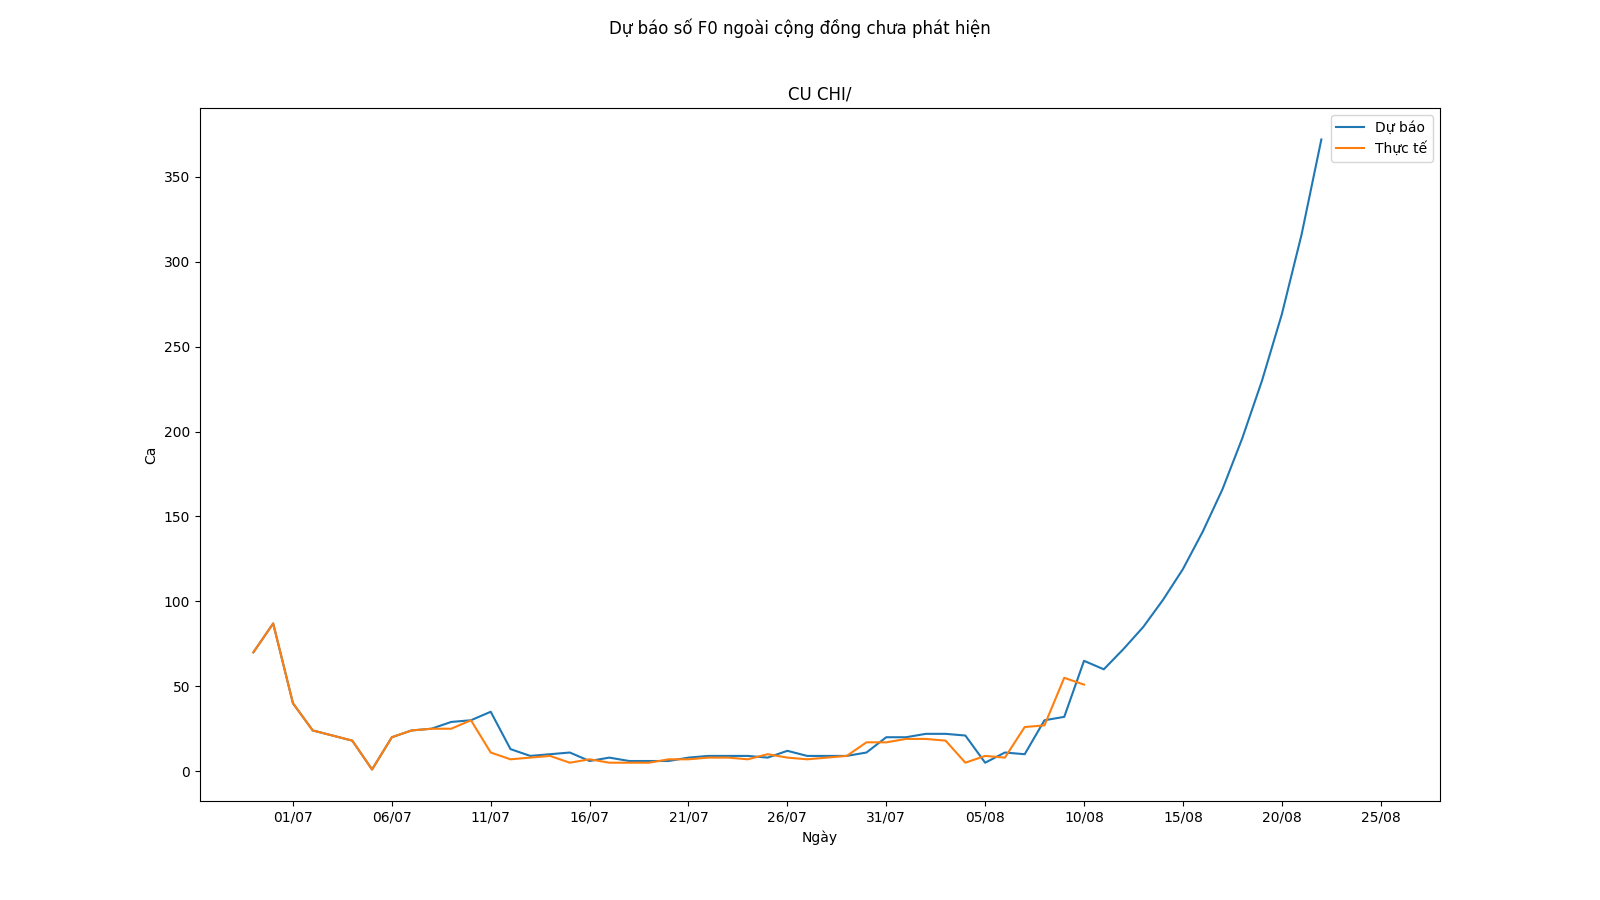 Dự báo số F0 ngoài cộng đồng chưa phát hiện
CU CHI/
Dự báo
Thực tế
350
300
250
200
150
100
50
0
Ca
01/07 06/07 11/07 16/07 21/07 26/07 31/07 05/08 10/08 15/08 20/08 25/08
Ngày